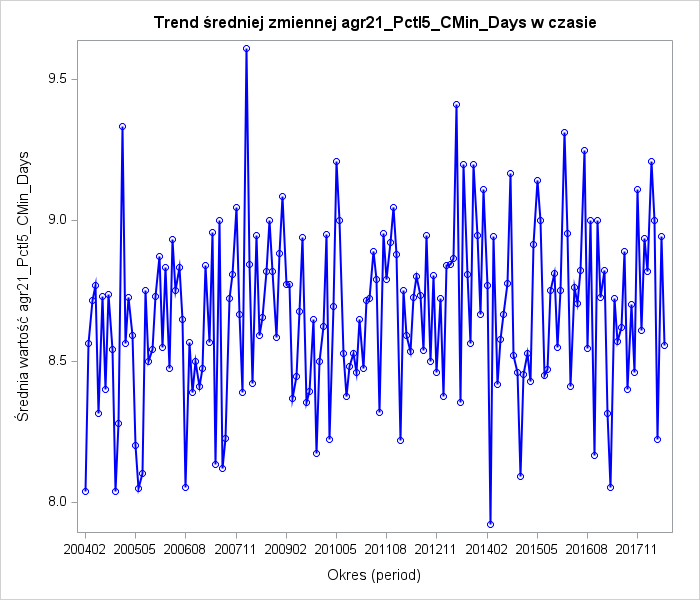 Trend średniej zmiennej agr21_Pctl5_CMin_Days w czasie
Średnia wartość agr21_Pctl5_CMin_Days
9.5
9.0
8.5
8.0
200402 200505 200608 200711 200902 201005 201108 201211 201402 201505 201608 201711
Okres (period)